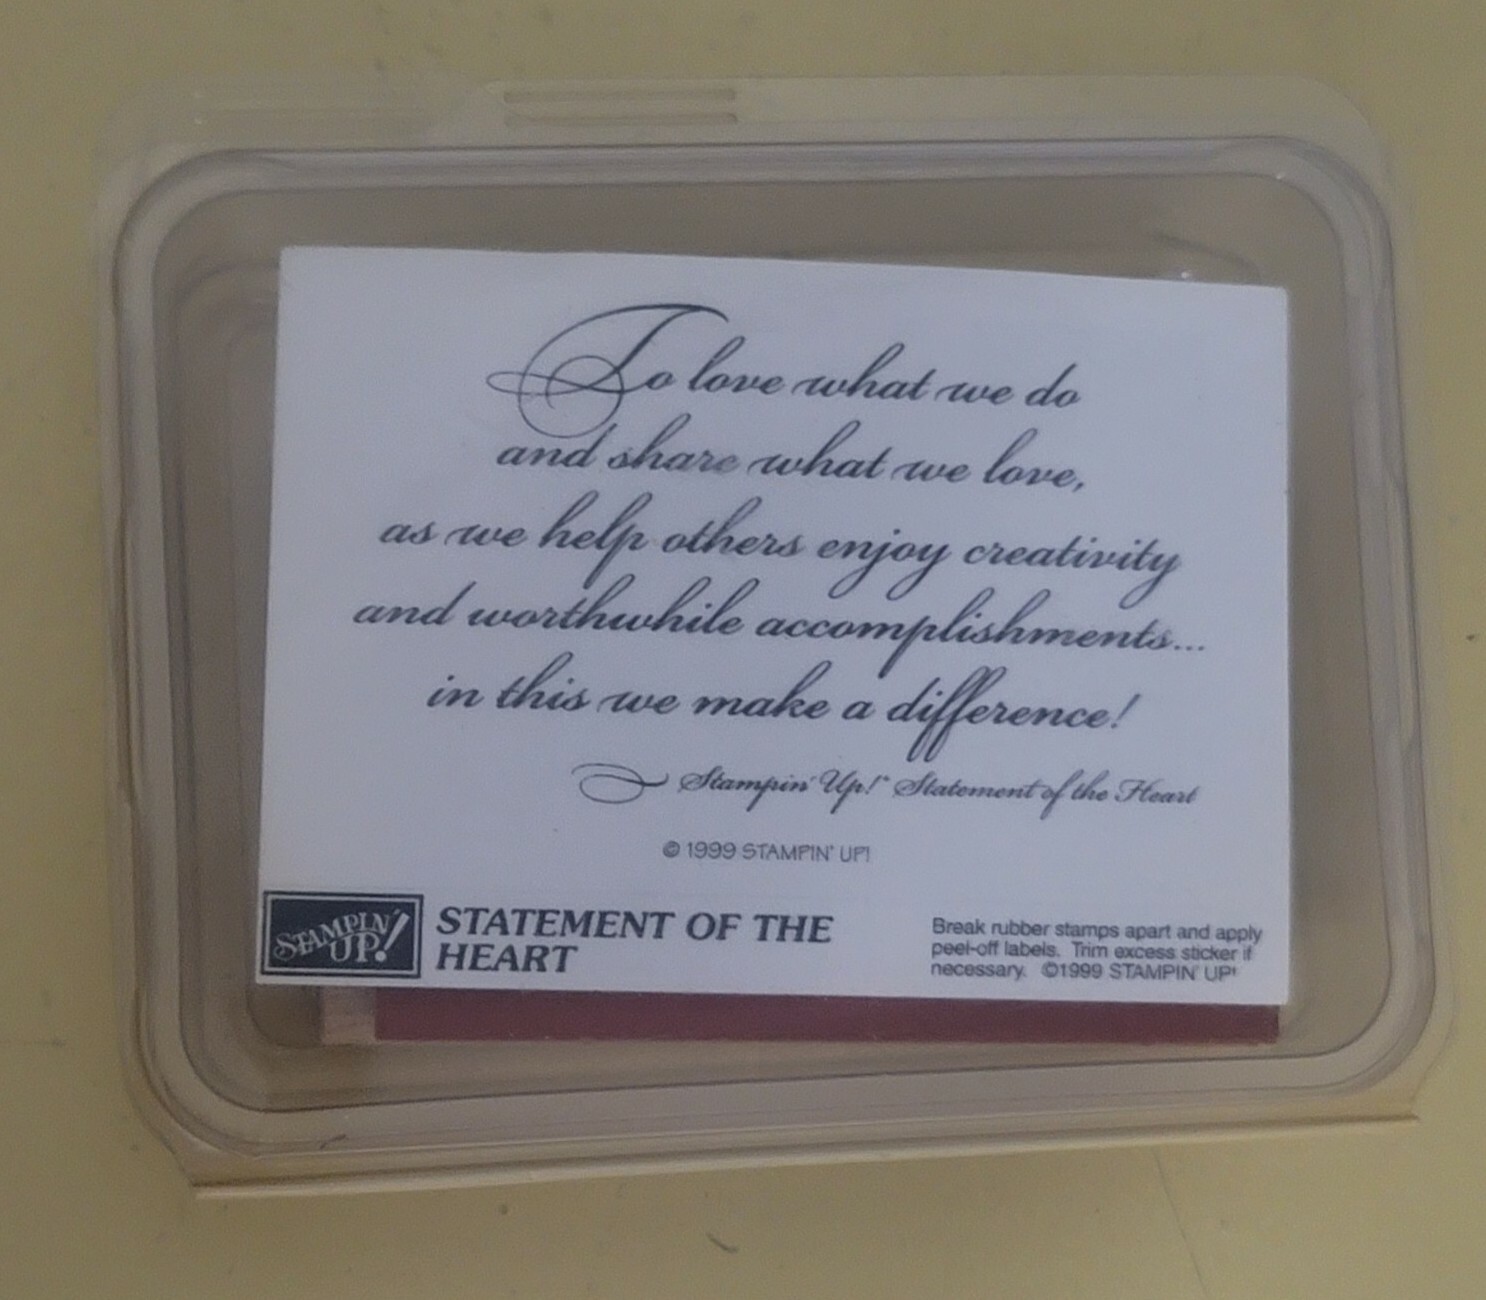 To love what we do
and share what we love,
as we help others enjoy creativity
and worthwhile accomplishments...
in this we make a difference!
Stampin' Up!™ Statement of the Heart
© 1999 STAMPIN' UP!
STAMPIN' UP!
STATEMENT OF THE
HEART
Break rubber stamps apart and apply
peel-off labels. Trim excess sticker if
necessary. ©1999 STAMPIN' UP!